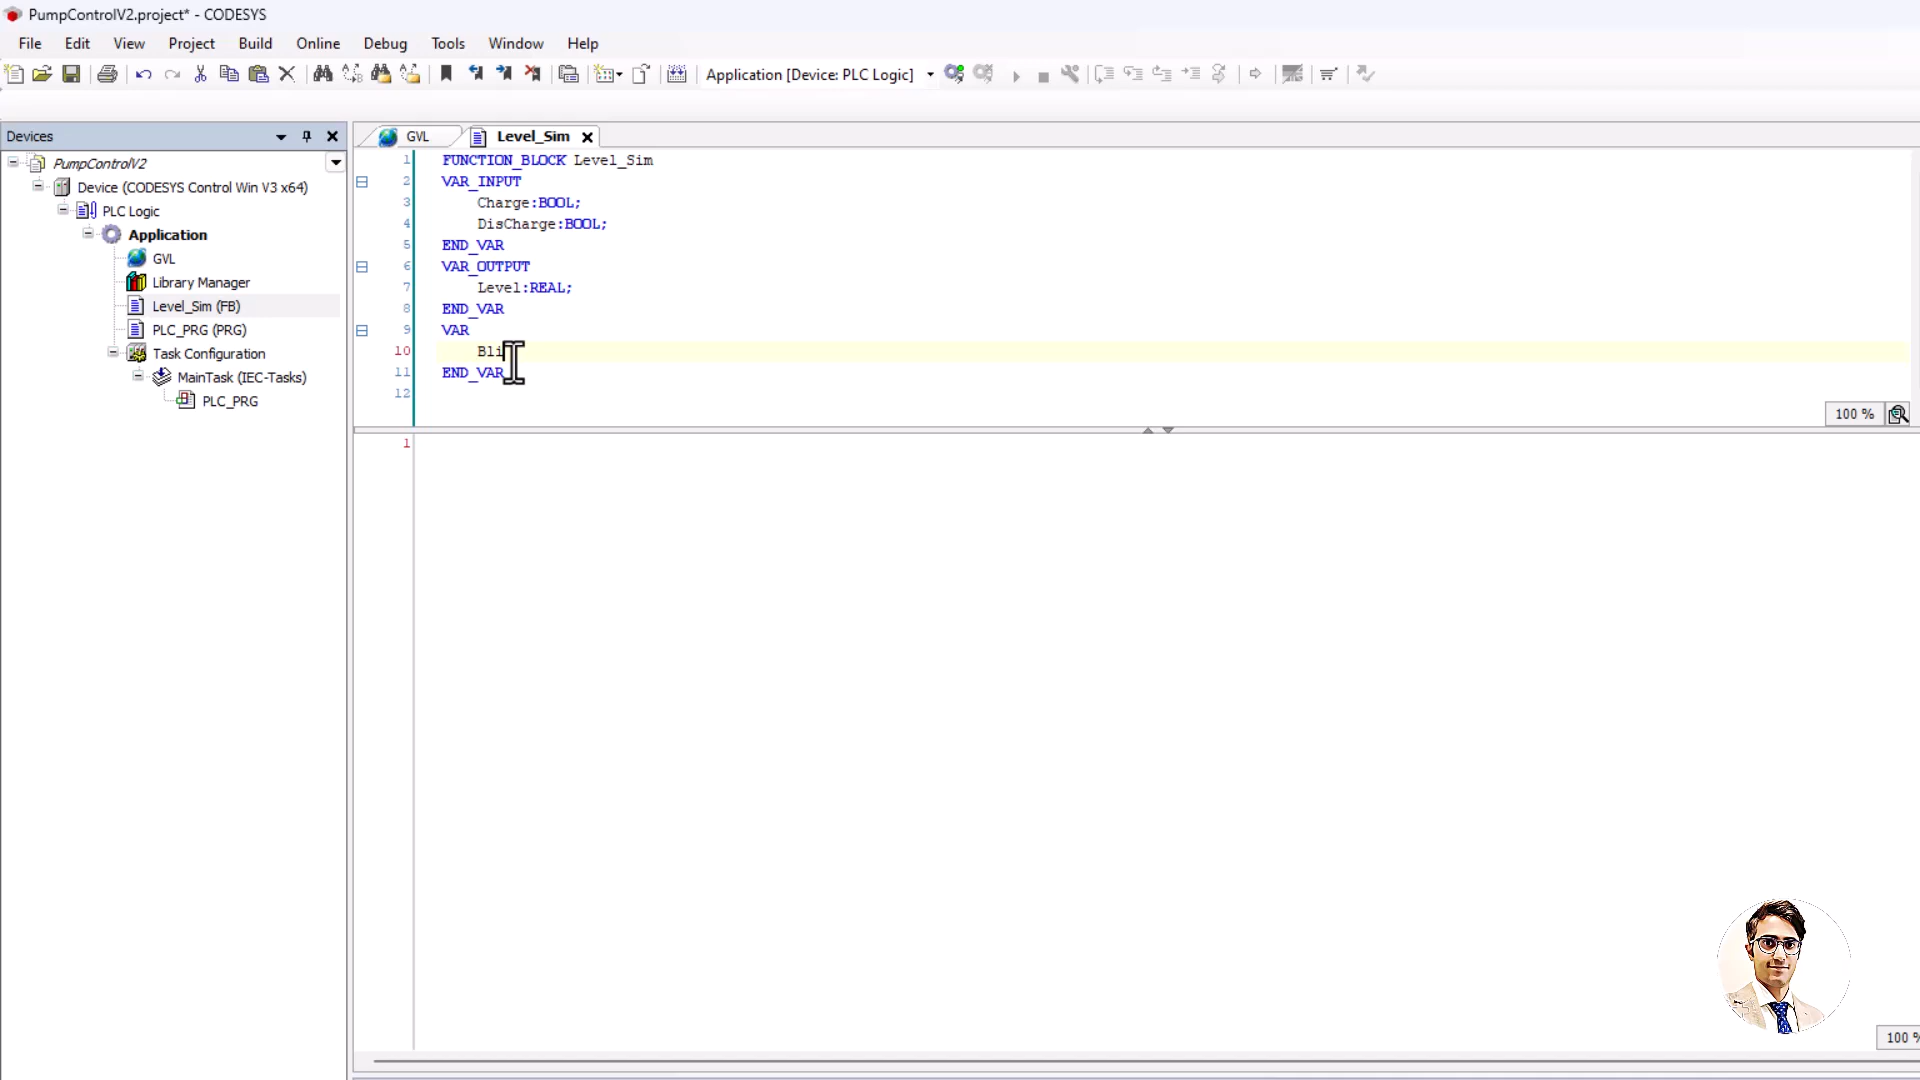 PumpControlV2.project* - CODESYS
File Edit View Project Build Online Debug Tools Window Help
Application [Device: PLC Logic]
Devices
PumpControlV2
Device (CODESYS Control Win V3 x64)
PLC Logic
Application
GVL
Library Manager
Level_Sim (FB)
PLC_PRG (PRG)
Task Configuration
MainTask (IEC-Tasks)
PLC_PRG
GVL Level_Sim
1 FUNCTION_BLOCK Level_Sim
2 VAR_INPUT
3 Charge:BOOL;
4 DisCharge:BOOL;
5 END_VAR
6 VAR_OUTPUT
7 Level:REAL;
8 END_VAR
9 VAR
10 Bli
11 END_VAR
12
100 %
1
100 %